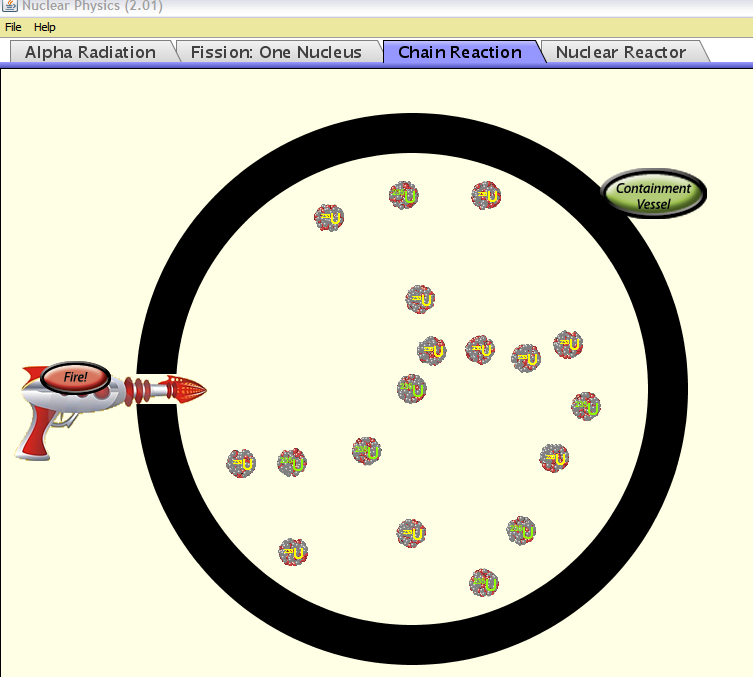 Nuclear Physics (2.01)
File Help
Alpha Radiation Fission: One Nucleus Chain Reaction Nuclear Reactor
Containment
Vessel
U U U
U
U U U U
Fire!
U U
U U U U
U U
U U